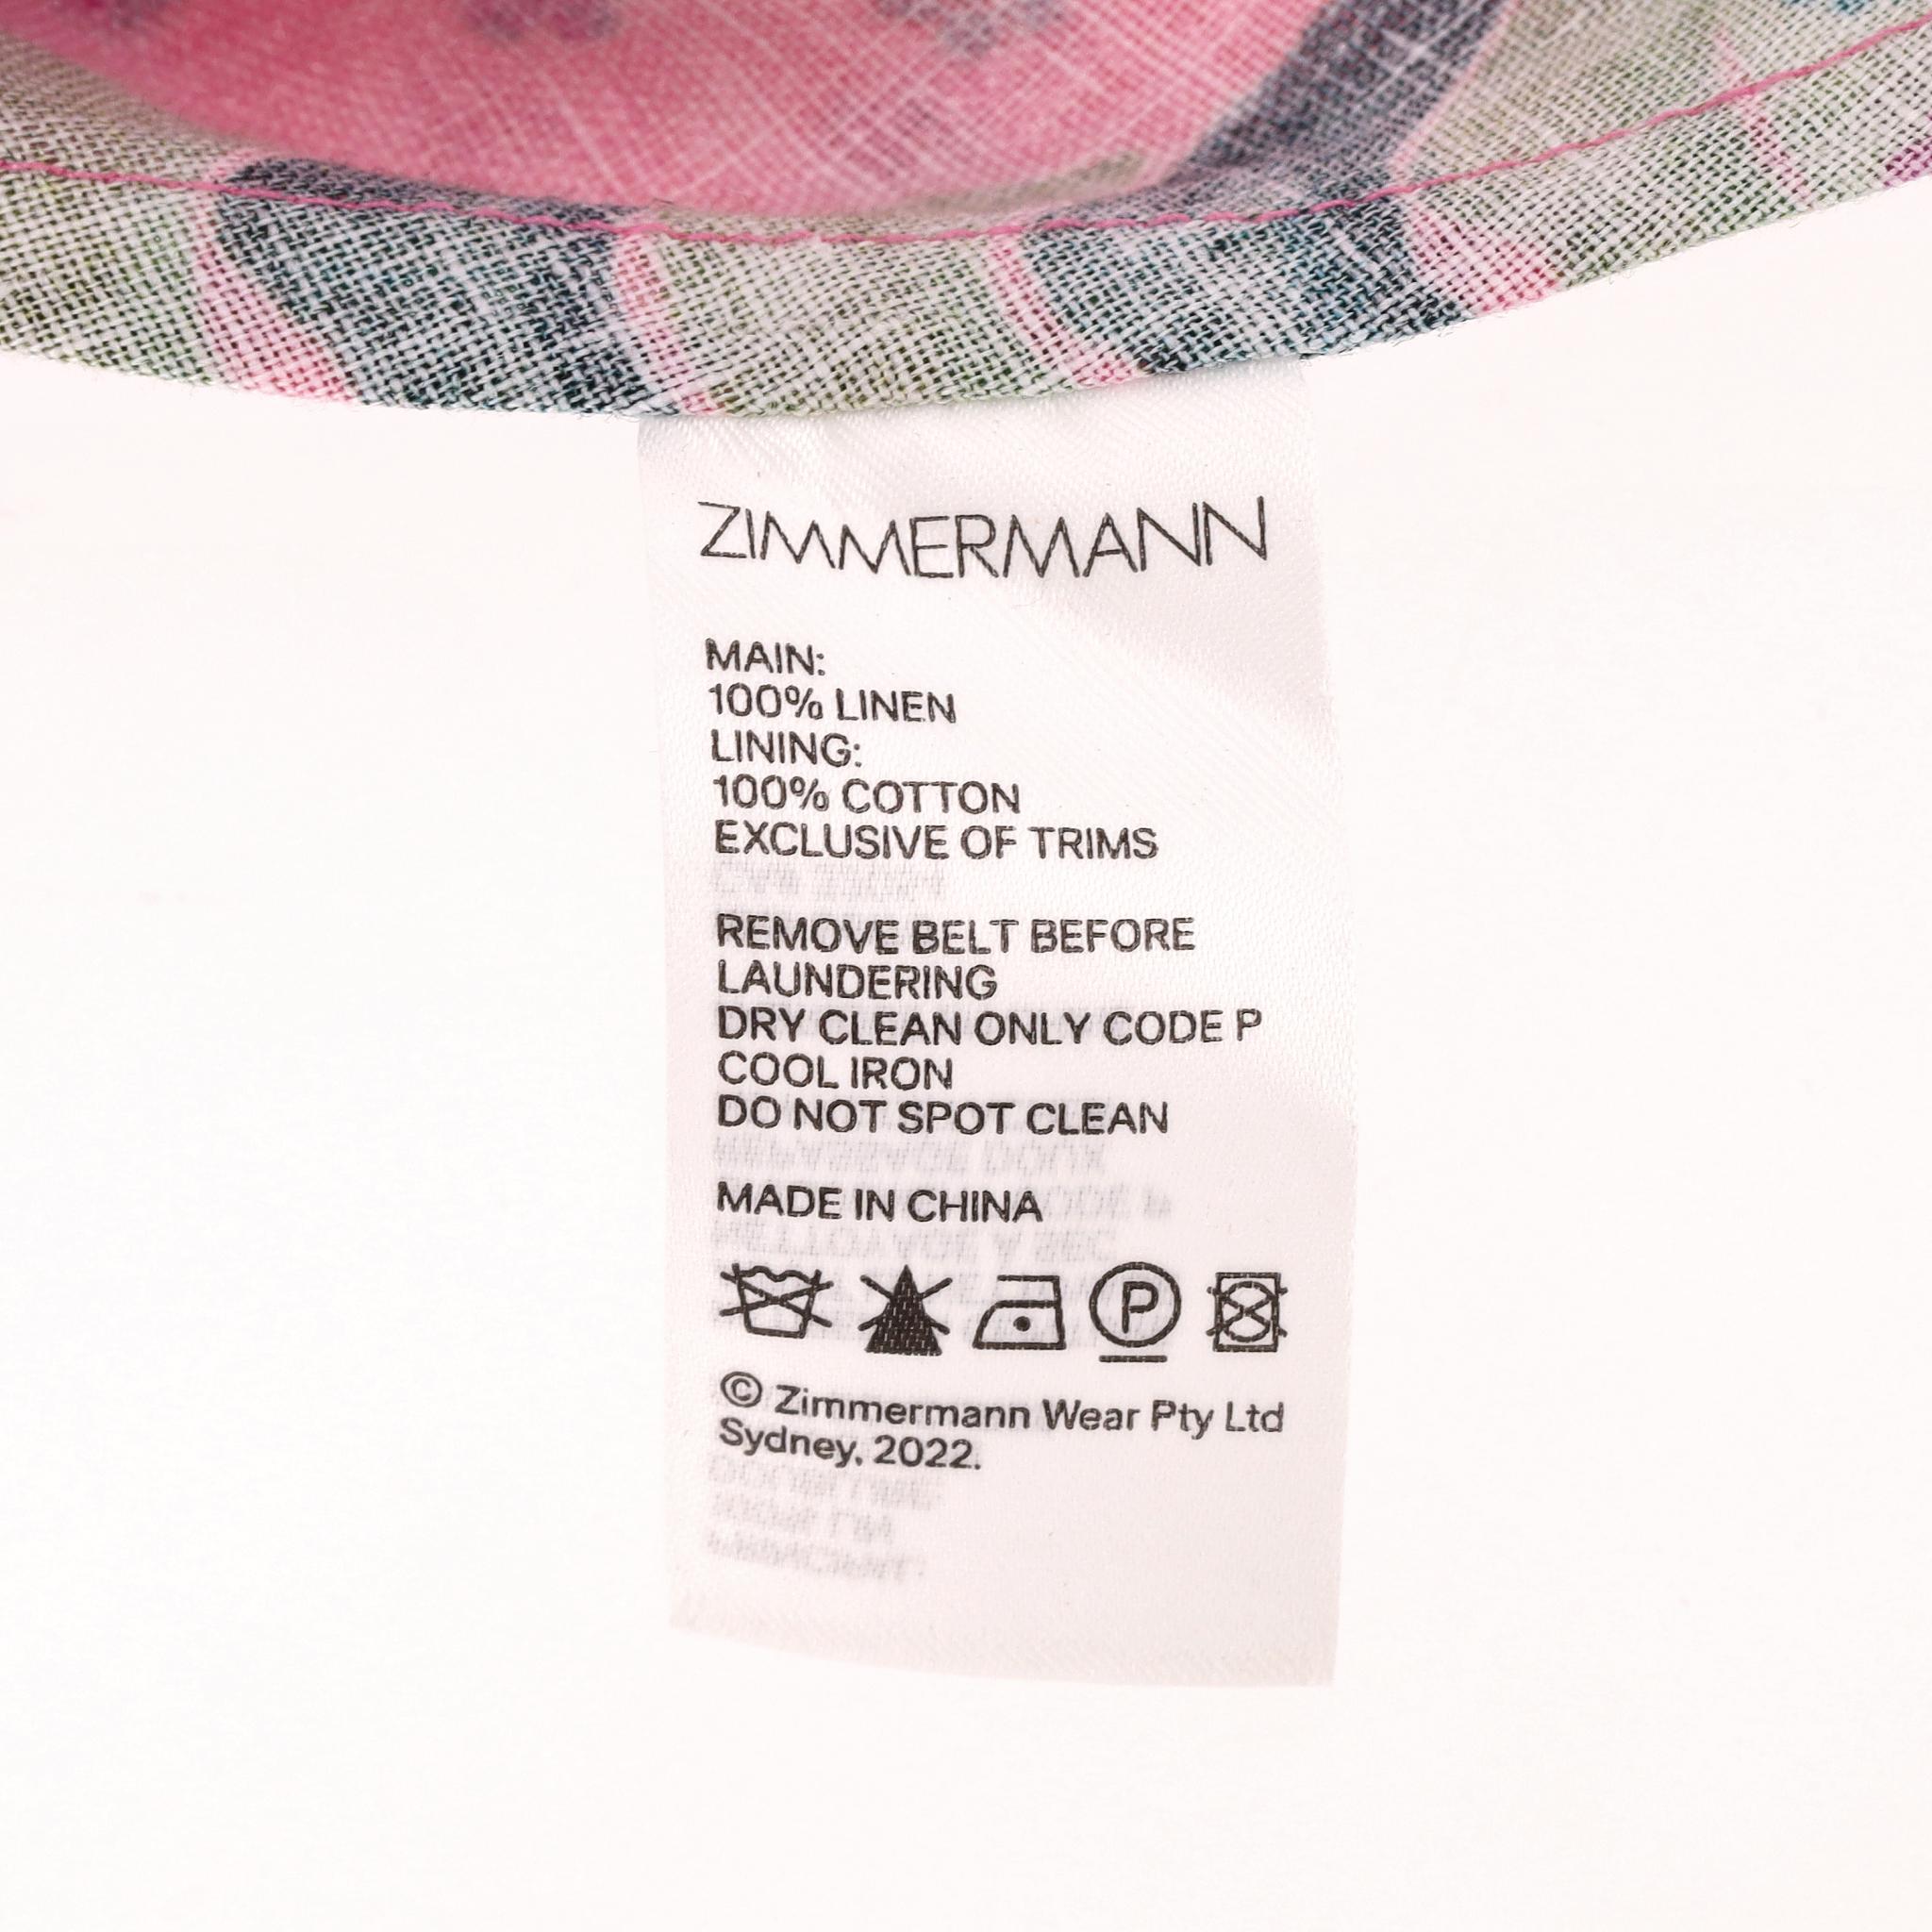 ZIMMERMANN
MAIN:
100% LINEN
LINING:
100% COTTON
EXCLUSIVE OF TRIMS
REMOVE BELT BEFORE
LAUNDERING
DRY CLEAN ONLY CODE P
COOL IRON
DO NOT SPOT CLEAN
MADE IN CHINA
P
© Zimmermann Wear Pty Ltd
Sydney, 2022.